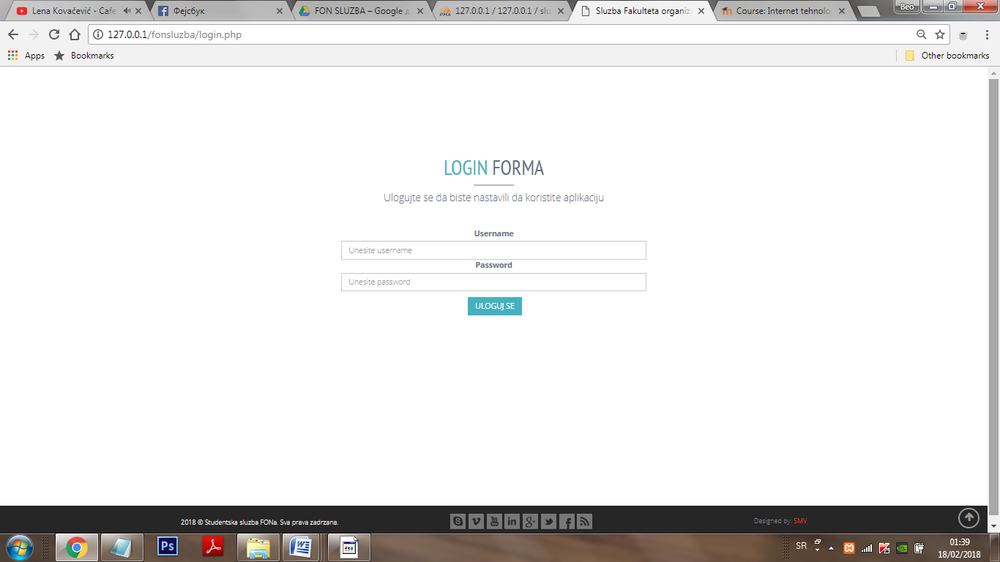 Lena Kovačević - Cafe
Фејсбук
FON SLUZBA – Google д
127.0.0.1 / 127.0.0.1 / slu
Sluzba Fakulteta organiz
Course: Internet tehnolo
Beo
127.0.0.1/fonsluzba/login.php
Apps
Bookmarks
Other bookmarks
LOGIN FORMA
Ulogujte se da biste nastavili da koristite aplikaciju
Username
Unesite username
Password
Unesite password
ULOGUJ SE
2018 © Studentska sluzba FONa. Sva prava zadrzana.
Designed by: SMV
SR
01:39
18/02/2018